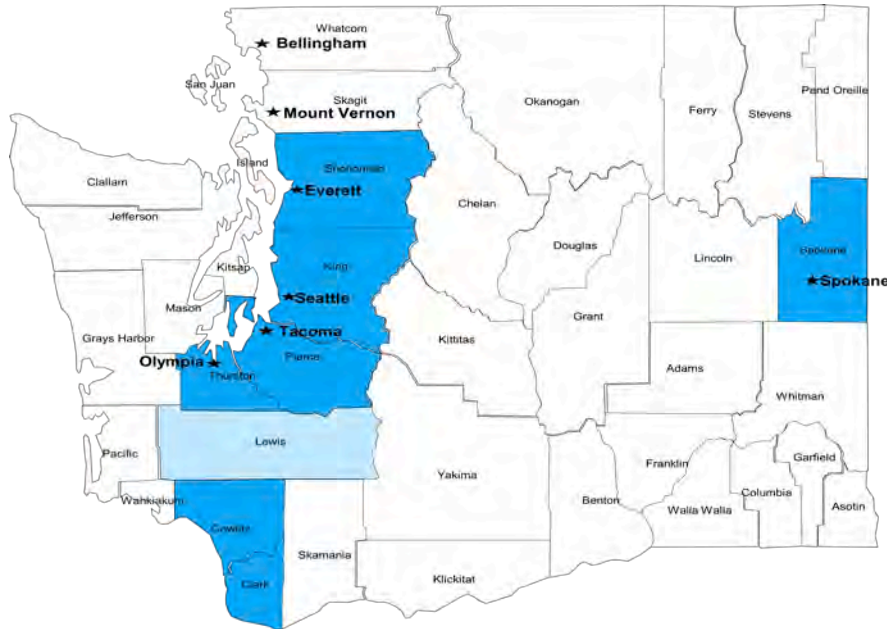 Whatcom
Bellingham
San Juan
Skagit
Mount Vernon
Okanogan
Ferry
Stevens
Pend Oreille
Island
Snohomish
Everett
Clallam
Jefferson
Chelan
Douglas
Lincoln
Spokane
Spokane
King
Kitsap
Seattle
Mason
Grays Harbor
Tacoma
Pierce
Kittitas
Grant
Olympia
Thurston
Adams
Whitman
Pacific
Lewis
Yakima
Franklin
Garfield
Benton
Columbia
Walla Walla
Asotin
Wahkiakum
Cowlitz
Skamania
Clark
Klickitat